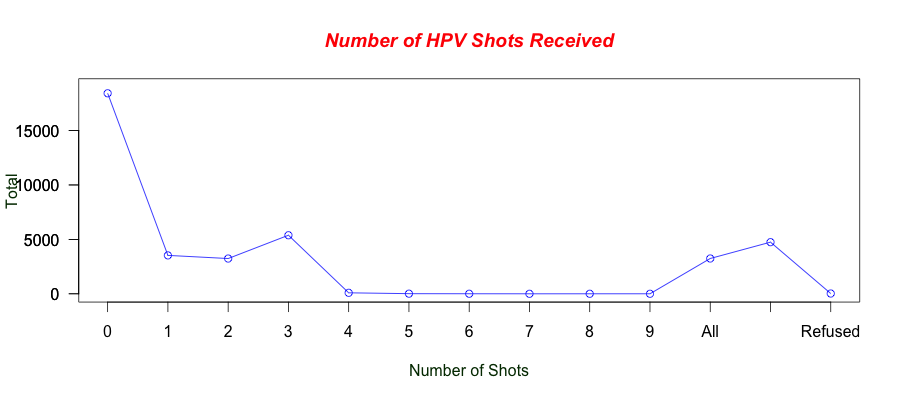 Number of HPV Shots Received
Total
15000
10000
5000
0
0 1 2 3 4 5 6 7 8 9 All Refused
Number of Shots